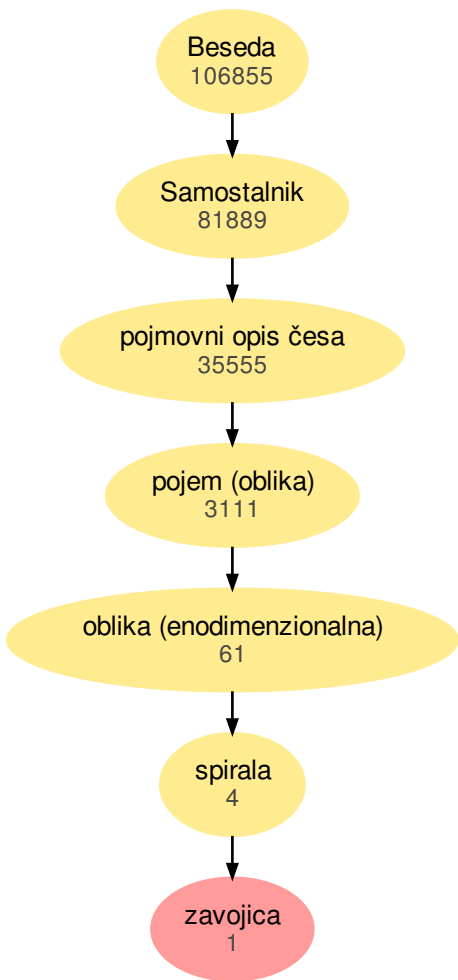 Beseda
106855
Samostalnik
81889
pojmovni opis česa
35555
pojem (oblika)
3111
oblika (enodimenzionalna)
61
spirala
4
zavojica
1